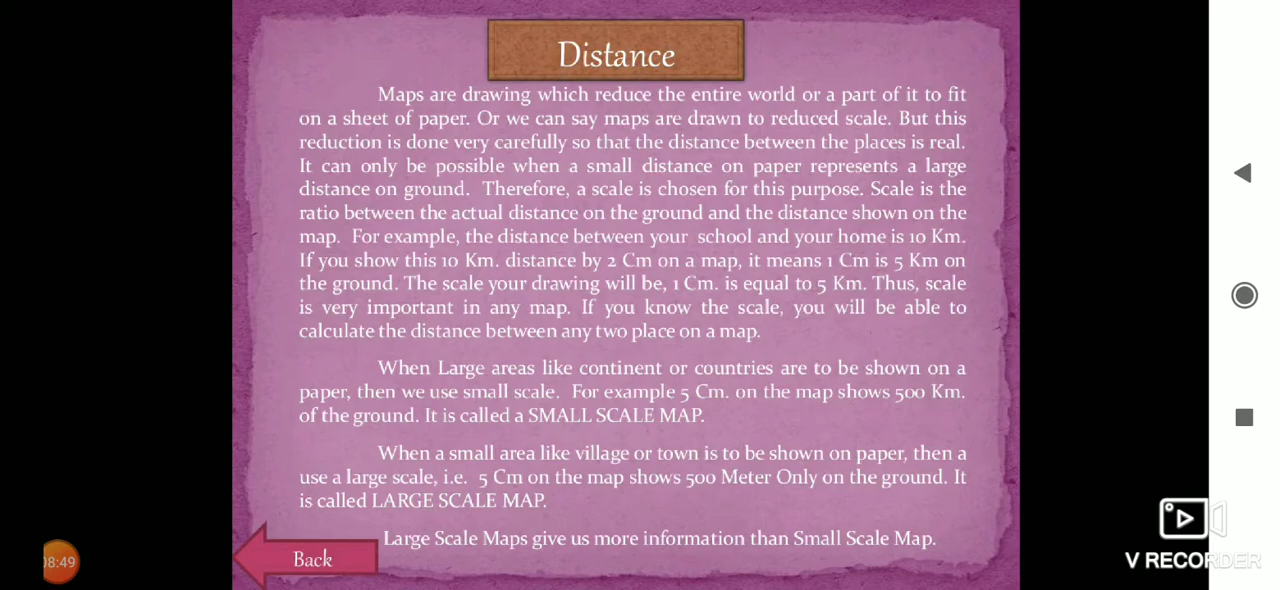 Distance
Maps are drawing which reduce the entire world or a part of it to fit
on a sheet of paper. Or we can say maps are drawn to reduced scale. But this
reduction is done very carefully so that the distance between the places is real.
It can only be possible when a small distance on paper represents a large
distance on ground. Therefore, a scale is chosen for this purpose. Scale is the
ratio between the actual distance on the ground and the distance shown on the
map. For example, the distance between your school and your home is 10 Km.
If you show this 10 Km. distance by 2 Cm on a map, it means 1 Cm is 5 Km on
the ground. The scale your drawing will be, 1 Cm. is equal to 5 Km. Thus, scale
is very important in any map. If you know the scale, you will be able to
calculate the distance between any two place on a map.
When Large areas like continent or countries are to be shown on a
paper, then we use small scale. For example 5 Cm. on the map shows 500 Km.
of the ground. It is called a SMALL SCALE MAP.
When a small area like village or town is to be shown on paper, then a
use a large scale, i.e. 5 Cm on the map shows 500 Meter Only on the ground. It
is called LARGE SCALE MAP.
Large Scale Maps give us more information than Small Scale Map.
Back
08:49
V RECORDER